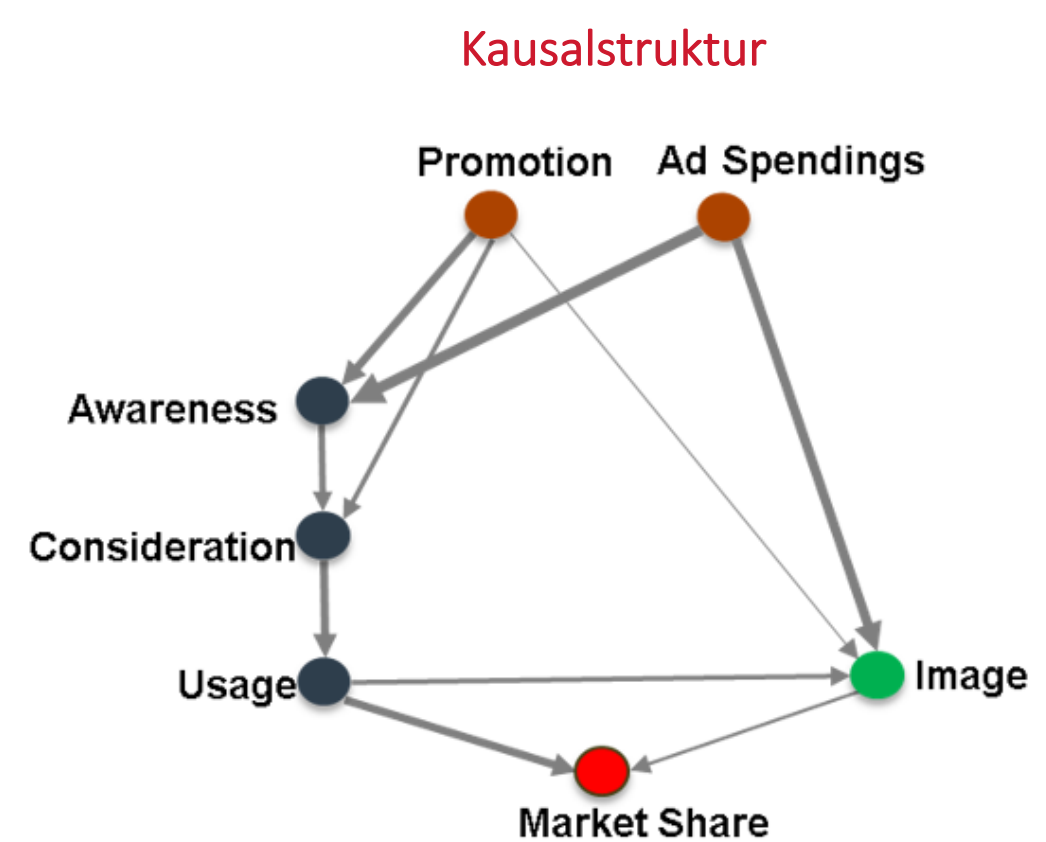 Kausalstruktur
Promotion
Ad Spendings
Awareness
Consideration
Usage
Image
Market Share